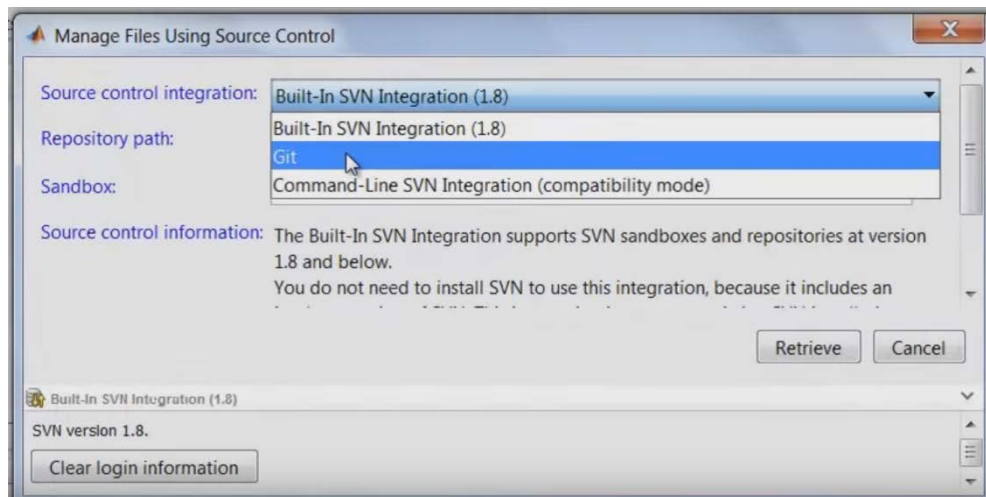 Manage Files Using Source Control
Source control integration: Built-In SVN Integration (1.8)
Built-In SVN Integration (1.8)
Repository path:
Git
Sandbox:
Command-Line SVN Integration (compatibility mode)
Source control information: The Built-In SVN Integration supports SVN sandboxes and repositories at version
1.8 and below.
You do not need to install SVN to use this integration, because it includes an
Retrieve Cancel
Built-In SVN Integration (1.8)
SVN version 1.8.
Clear login information